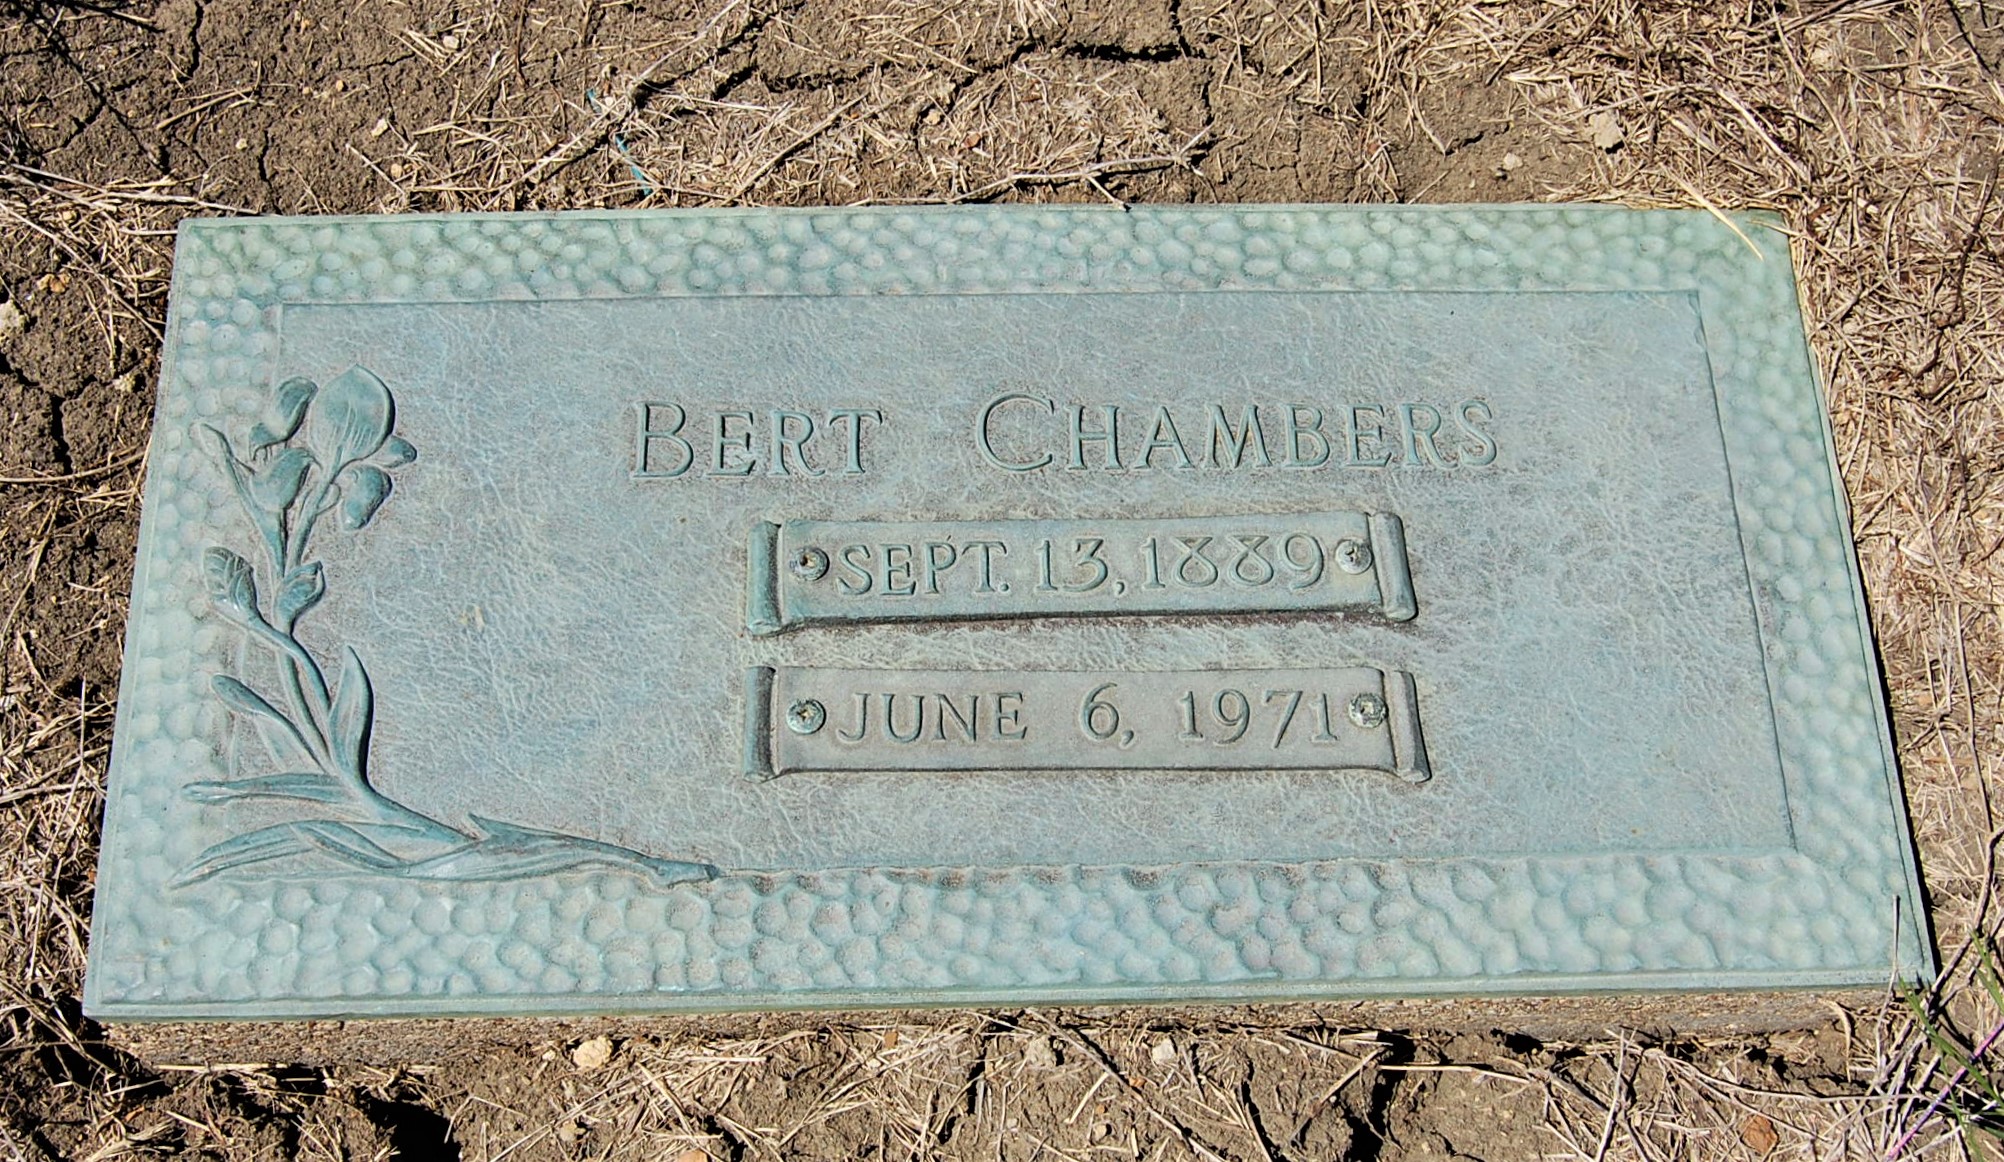 BERT CHAMBERS
SEPT. 13, 1889
JUNE 6, 1971